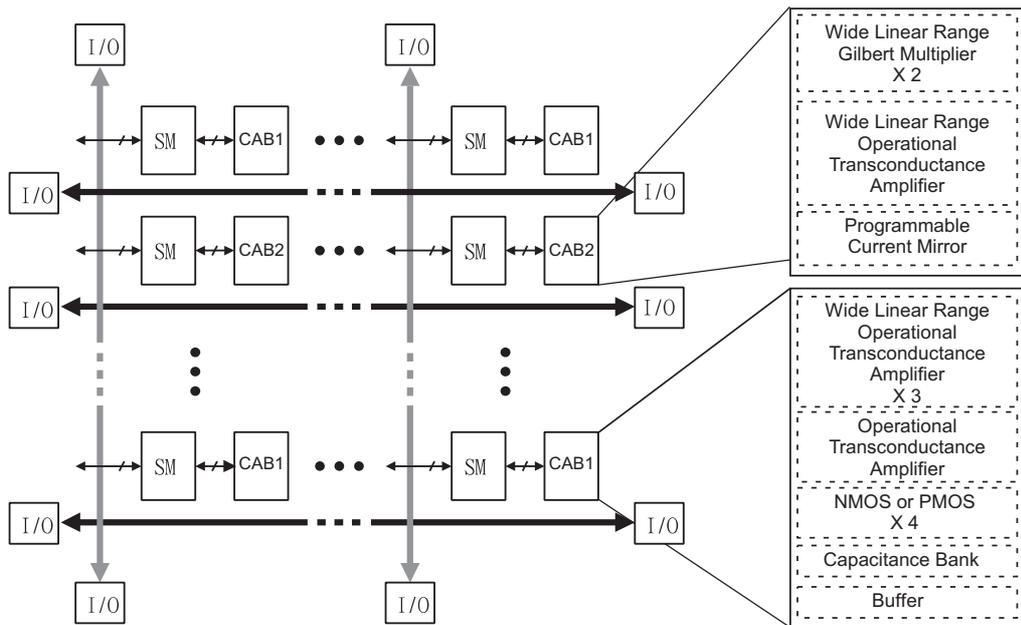 I/O
I/O
SM
CAB1
SM
CAB1
I/O
I/O
SM
CAB2
SM
CAB2
I/O
I/O
SM
CAB1
SM
CAB1
I/O
I/O
I/O
I/O
Wide Linear Range
Gilbert Multiplier
X 2
Wide Linear Range
Operational
Transconductance
Amplifier
Programmable
Current Mirror
Wide Linear Range
Operational
Transconductance
Amplifier
X 3
Operational
Transconductance
Amplifier
NMOS or PMOS
X 4
Capacitance Bank
Buffer